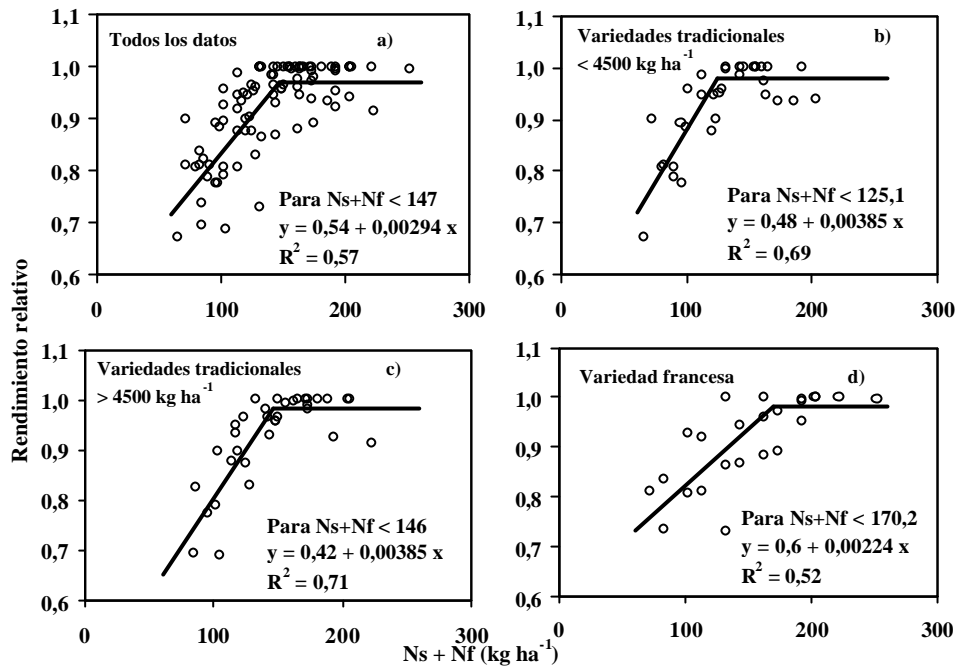 Rendimiento relativo
1,1
1,0
0,9
0,8
0,7
0,6
0 100 200 300
Todos los datos a)
Para Ns+Nf < 147
y = 0,54 + 0,00294 x
R² = 0,57
1,1
1,0
0,9
0,8
0,7
0,6
0 100 200 300
Variedades tradicionales b)
< 4500 kg ha⁻¹
Para Ns+Nf < 125,1
y = 0,48 + 0,00385 x
R² = 0,69
1,1
1,0
0,9
0,8
0,7
0,6
0 100 200 300
Variedades tradicionales c)
> 4500 kg ha⁻¹
Para Ns+Nf < 146
y = 0,42 + 0,00385 x
R² = 0,71
1,1
1,0
0,9
0,8
0,7
0,6
0 100 200 300
Variedad francesa d)
Para Ns+Nf < 170,2
y = 0,6 + 0,00224 x
R² = 0,52
Ns + Nf (kg ha⁻¹)